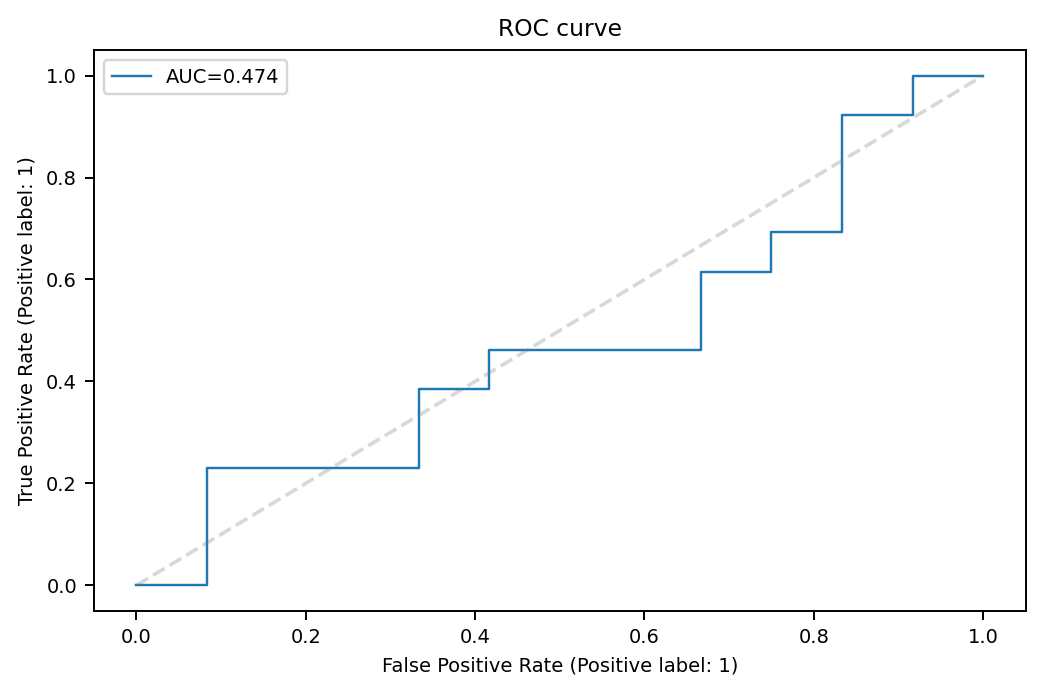 ROC curve
AUC=0.474
1.0
0.8
0.6
0.4
0.2
0.0
True Positive Rate (Positive label: 1)
0.0 0.2 0.4 0.6 0.8 1.0
False Positive Rate (Positive label: 1)